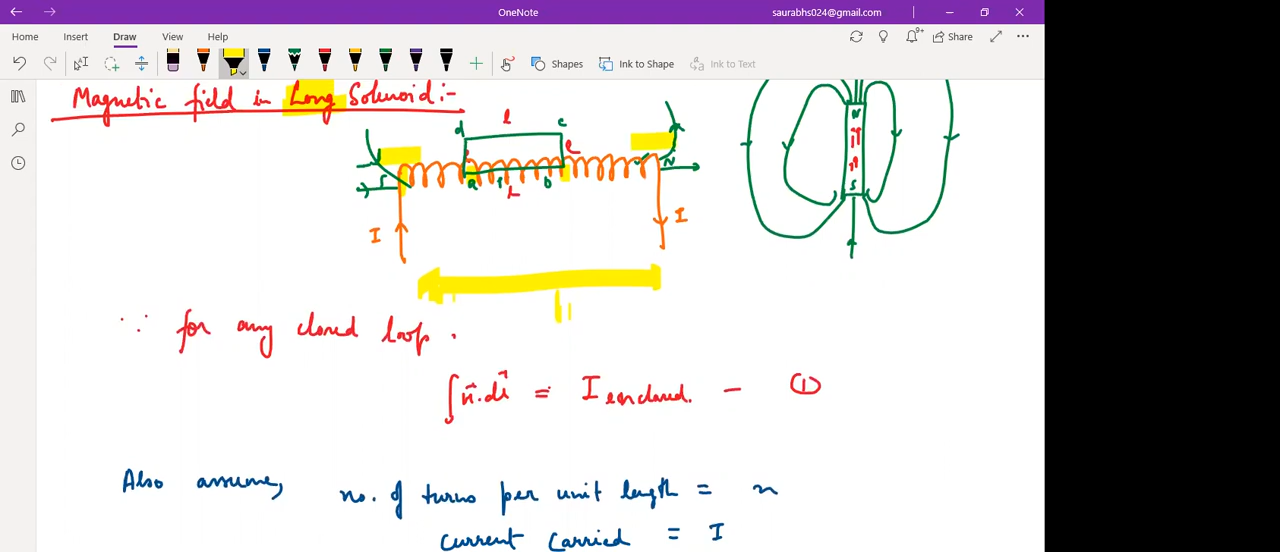 OneNote
saurabhs024@gmail.com
Home Insert Draw View Help
Share
Shapes
Ink to Shape
Ink to Text
Magnetic field in Long Solenoid:-
d l c
a b
L
S N
I I
N
S
∵ for any closed loop.
∫ H⃗.dl⃗ = I enclosed. — ①
Also assume, no. of turns per unit length = n
current carried = I